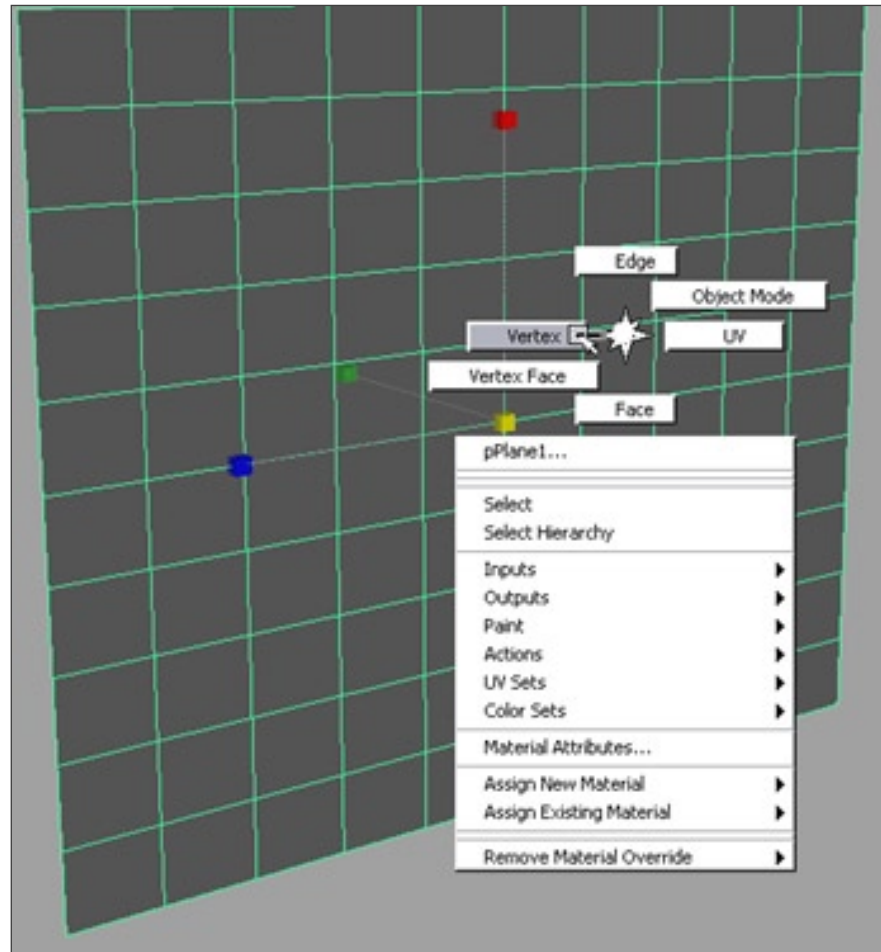 Edge
Object Mode
Vertex
UV
Vertex Face
Face
pPlane1...
Select
Select Hierarchy
Inputs
Outputs
Paint
Actions
UV Sets
Color Sets
Material Attributes...
Assign New Material
Assign Existing Material
Remove Material Override